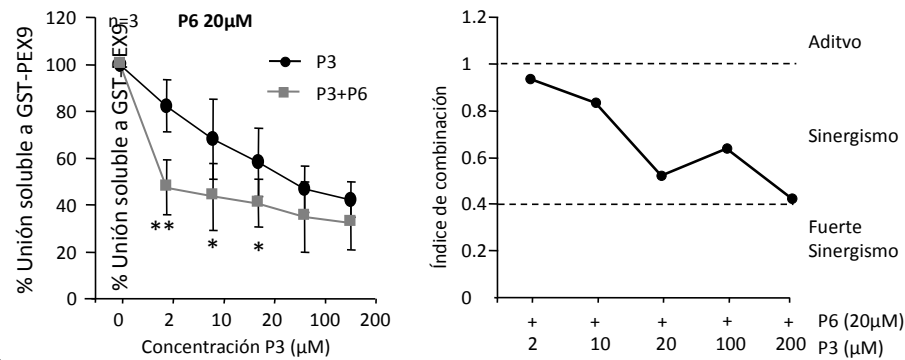 n=3
P6 20µM
% Unión soluble a GST-PEX9
% Unión soluble a GST-PEX9
120
100
80
60
40
20
0
P3
P3+P6
**
*
*
0 2 10 20 100 200
Concentración P3 (µM)
Índice de combinación
1.2
1
0.8
0.6
0.4
0.2
0
Aditvo
Sinergismo
Fuerte
Sinergismo
+ + + + + P6 (20µM)
2 10 20 100 200 P3 (µM)